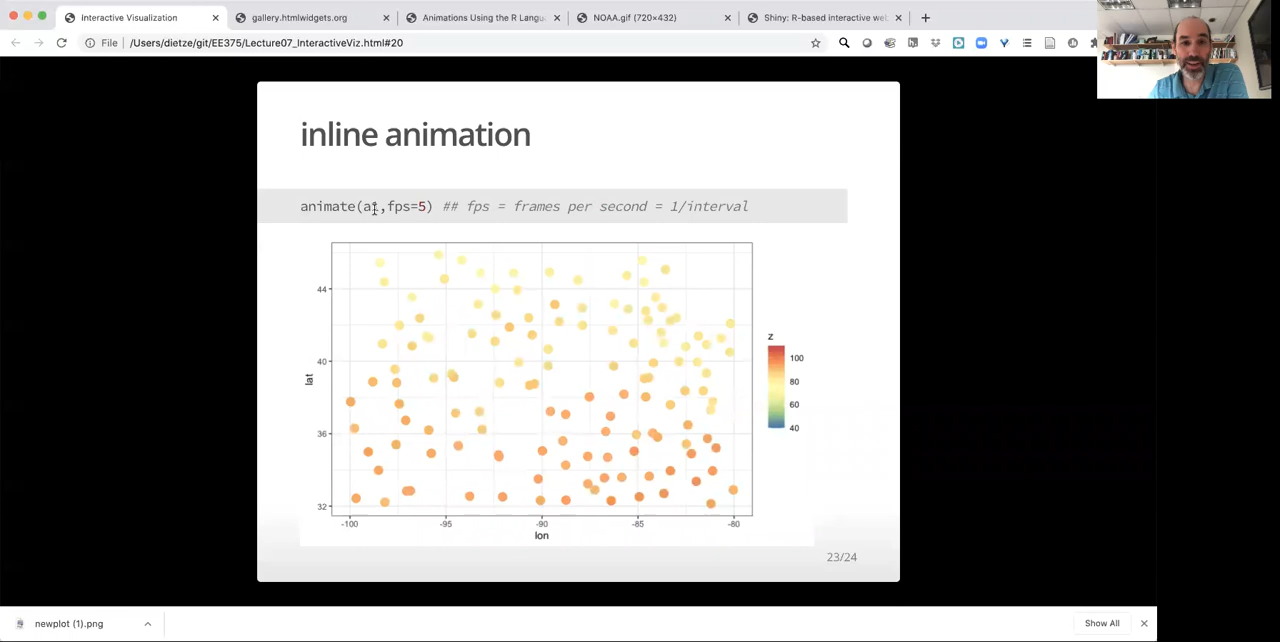 Interactive Visualization
gallery.htmlwidgets.org
Animations Using the R Langu
NOAA.gif (720×432)
Shiny: R-based interactive we
File
/Users/dietze/git/EE375/Lecture07_InteractiveViz.html#20
inline animation
animate(a1,fps=5) ## fps = frames per second = 1/interval
44
40
36
32
lat
-100
-95
-90
-85
-80
lon
z
100
80
60
40
23/24
newplot (1).png
Show All